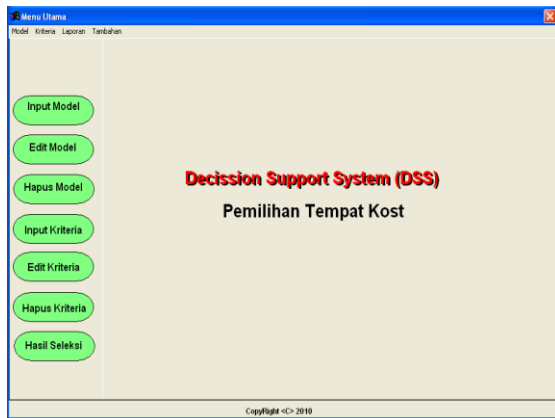 Menu Utama
Model Kriteria Laporan Tambahan
Input Model
Edit Model
Hapus Model
Input Kriteria
Edit Kriteria
Hapus Kriteria
Hasil Seleksi
Decission Support System (DSS)
Pemilihan Tempat Kost
CopyRight <C> 2010